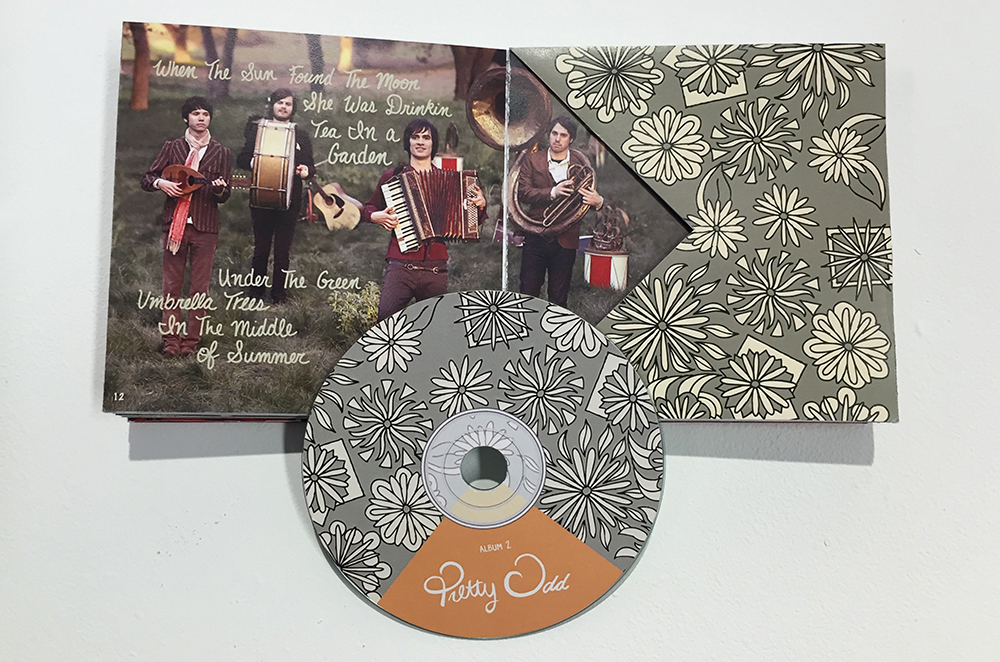 When The Sun Found The Moon
She Was Drinkin
Tea In a
Garden
Under The Green
Umbrella Trees
In The Middle
Of Summer
12
ALBUM 2
Pretty Odd